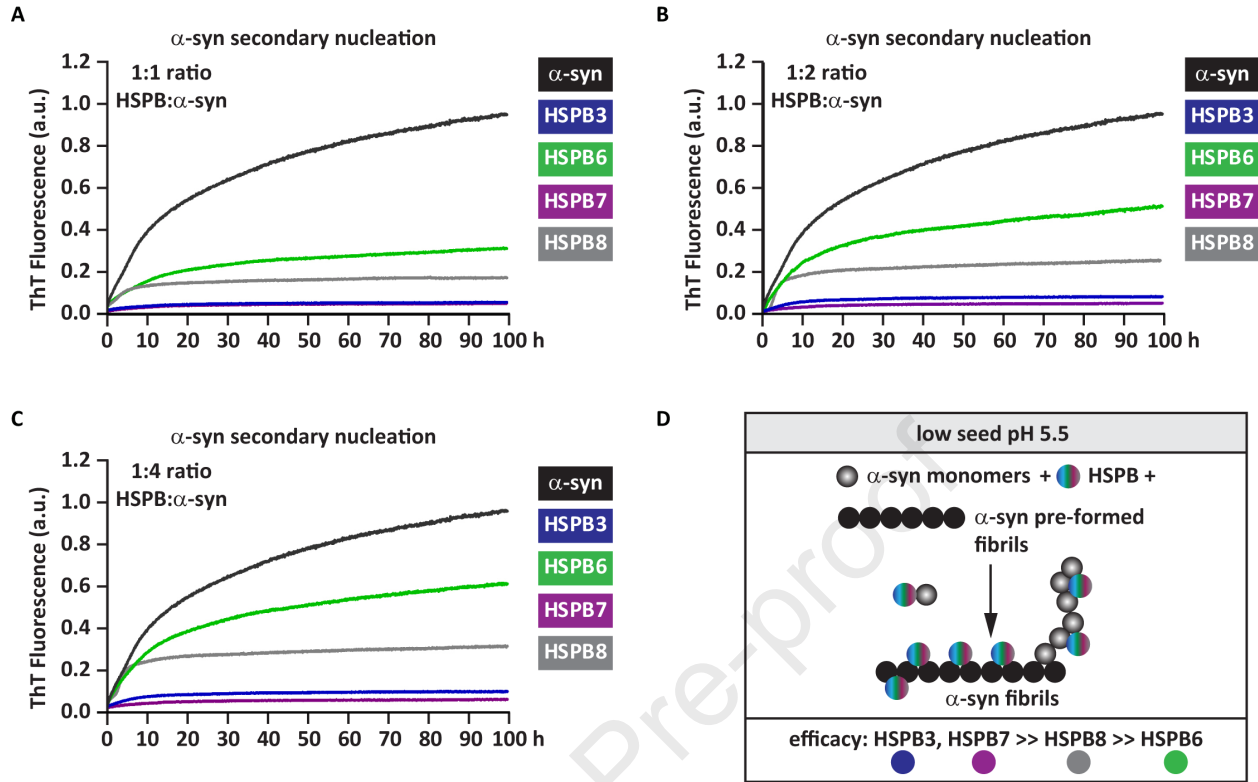 A
α-syn secondary nucleation
1:1 ratio
HSPB:α-syn
ThT Fluorescence (a.u.)
1.2
1.0
0.8
0.6
0.4
0.2
0.0
0 10 20 30 40 50 60 70 80 90 100 h
α-syn
HSPB3
HSPB6
HSPB7
HSPB8
B
α-syn secondary nucleation
1:2 ratio
HSPB:α-syn
ThT Fluorescence (a.u.)
1.2
1.0
0.8
0.6
0.4
0.2
0.0
0 10 20 30 40 50 60 70 80 90 100 h
α-syn
HSPB3
HSPB6
HSPB7
HSPB8
C
α-syn secondary nucleation
1:4 ratio
HSPB:α-syn
ThT Fluorescence (a.u.)
1.2
1.0
0.8
0.6
0.4
0.2
0.0
0 10 20 30 40 50 60 70 80 90 100 h
α-syn
HSPB3
HSPB6
HSPB7
HSPB8
D
low seed pH 5.5
α-syn monomers + HSPB +
α-syn pre-formed
fibrils
α-syn fibrils
efficacy: HSPB3, HSPB7 >> HSPB8 >> HSPB6
Pre-proof